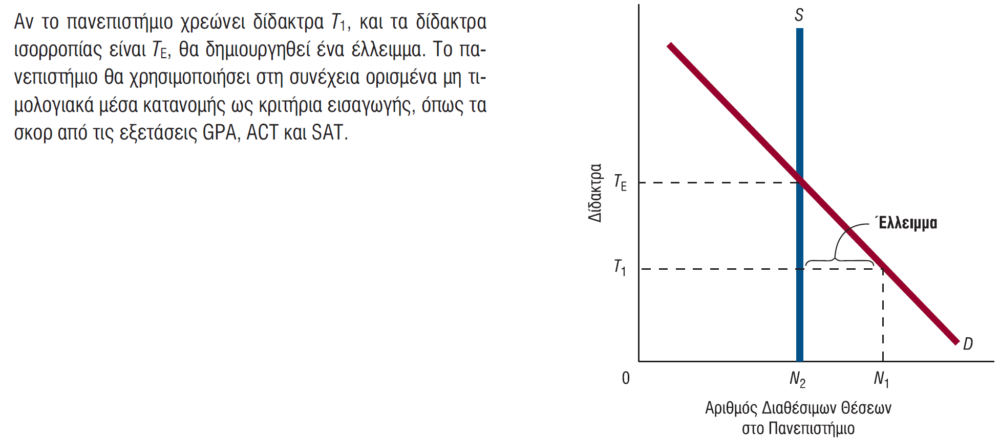 Αν το πανεπιστήμιο χρεώνει δίδακτρα T1, και τα δίδακτρα
ισορροπίας είναι TE, θα δημιουργηθεί ένα έλλειμμα. Το πα-
νεπιστήμιο θα χρησιμοποιήσει στη συνέχεια ορισμένα μη τι-
μολογιακά μέσα κατανομής ως κριτήρια εισαγωγής, όπως τα
σκορ από τις εξετάσεις GPA, ACT και SAT.
S
Δίδακτρα
TE
Έλλειμμα
T1
D
0
N2
N1
Αριθμός Διαθέσιμων Θέσεων
στο Πανεπιστήμιο